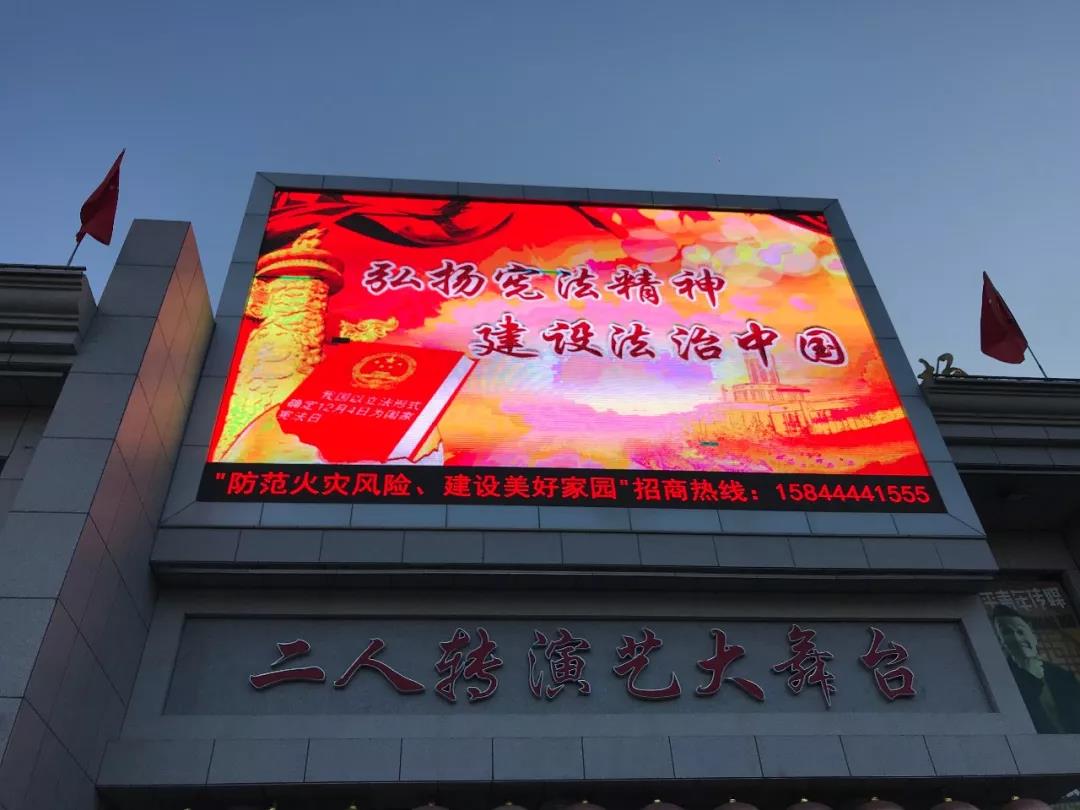 弘扬宪法精神
建设法治中国
我国以立法形式
确定12月4日为国家
宪法日
"防范火灾风险、建设美好家园"招商热线：15844441555
二人转演艺大舞台